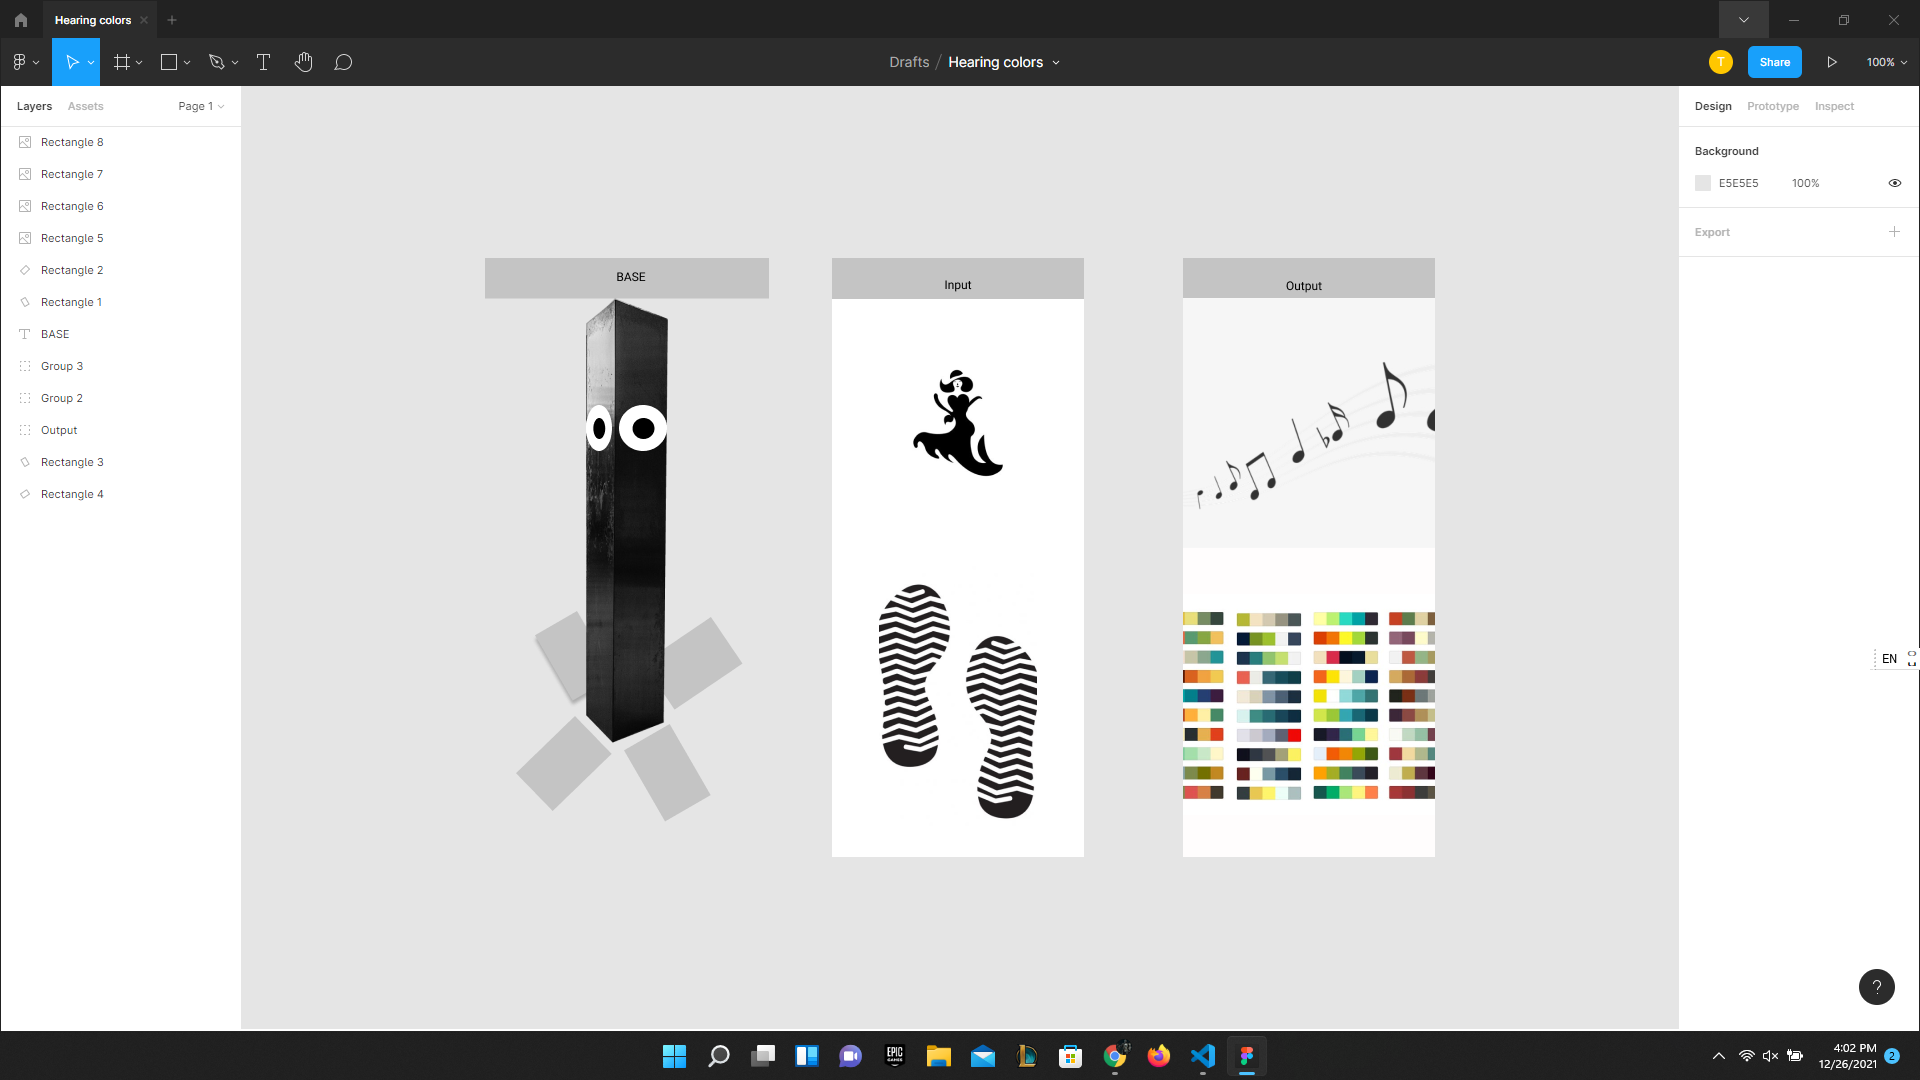 Hearing colors
Drafts / Hearing colors
T
Share
100%
Layers
Assets
Page 1
Rectangle 8
Rectangle 7
Rectangle 6
Rectangle 5
Rectangle 2
Rectangle 1
BASE
Group 3
Group 2
Output
Rectangle 3
Rectangle 4
BASE
Input
Output
Design
Prototype
Inspect
Background
E5E5E5
100%
Export
EN
?
EPIC
GAMES
4:02 PM
12/26/2021
2